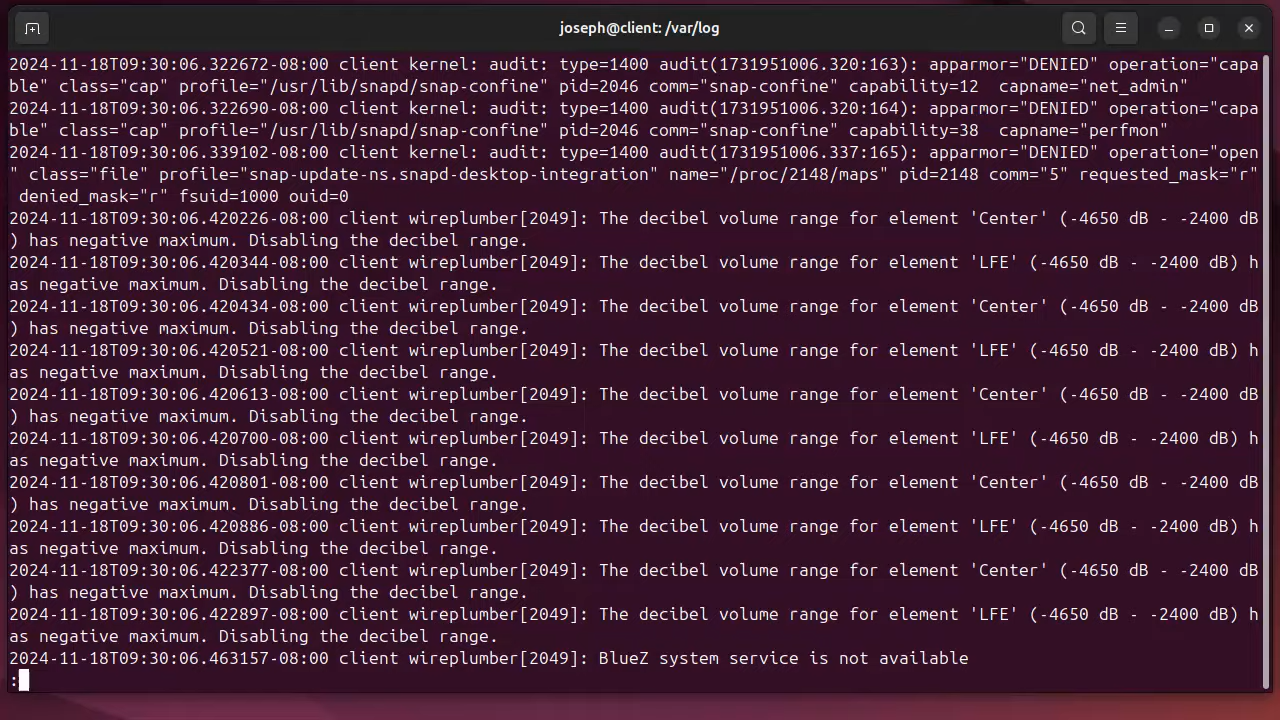 joseph@client: /var/log
2024-11-18T09:30:06.322672-08:00 client kernel: audit: type=1400 audit(1731951006.320:163): apparmor="DENIED" operation="capa
ble" class="cap" profile="/usr/lib/snapd/snap-confine" pid=2046 comm="snap-confine" capability=12  capname="net_admin"
2024-11-18T09:30:06.322690-08:00 client kernel: audit: type=1400 audit(1731951006.320:164): apparmor="DENIED" operation="capa
ble" class="cap" profile="/usr/lib/snapd/snap-confine" pid=2046 comm="snap-confine" capability=38  capname="perfmon"
2024-11-18T09:30:06.339102-08:00 client kernel: audit: type=1400 audit(1731951006.337:165): apparmor="DENIED" operation="open
" class="file" profile="snap-update-ns.snapd-desktop-integration" name="/proc/2148/maps" pid=2148 comm="5" requested_mask="r"
 denied_mask="r" fsuid=1000 ouid=0
2024-11-18T09:30:06.420226-08:00 client wireplumber[2049]: The decibel volume range for element 'Center' (-4650 dB - -2400 dB
) has negative maximum. Disabling the decibel range.
2024-11-18T09:30:06.420344-08:00 client wireplumber[2049]: The decibel volume range for element 'LFE' (-4650 dB - -2400 dB) h
as negative maximum. Disabling the decibel range.
2024-11-18T09:30:06.420434-08:00 client wireplumber[2049]: The decibel volume range for element 'Center' (-4650 dB - -2400 dB
) has negative maximum. Disabling the decibel range.
2024-11-18T09:30:06.420521-08:00 client wireplumber[2049]: The decibel volume range for element 'LFE' (-4650 dB - -2400 dB) h
as negative maximum. Disabling the decibel range.
2024-11-18T09:30:06.420613-08:00 client wireplumber[2049]: The decibel volume range for element 'Center' (-4650 dB - -2400 dB
) has negative maximum. Disabling the decibel range.
2024-11-18T09:30:06.420700-08:00 client wireplumber[2049]: The decibel volume range for element 'LFE' (-4650 dB - -2400 dB) h
as negative maximum. Disabling the decibel range.
2024-11-18T09:30:06.420801-08:00 client wireplumber[2049]: The decibel volume range for element 'Center' (-4650 dB - -2400 dB
) has negative maximum. Disabling the decibel range.
2024-11-18T09:30:06.420886-08:00 client wireplumber[2049]: The decibel volume range for element 'LFE' (-4650 dB - -2400 dB) h
as negative maximum. Disabling the decibel range.
2024-11-18T09:30:06.422377-08:00 client wireplumber[2049]: The decibel volume range for element 'Center' (-4650 dB - -2400 dB
) has negative maximum. Disabling the decibel range.
2024-11-18T09:30:06.422897-08:00 client wireplumber[2049]: The decibel volume range for element 'LFE' (-4650 dB - -2400 dB) h
as negative maximum. Disabling the decibel range.
2024-11-18T09:30:06.463157-08:00 client wireplumber[2049]: BlueZ system service is not available
: